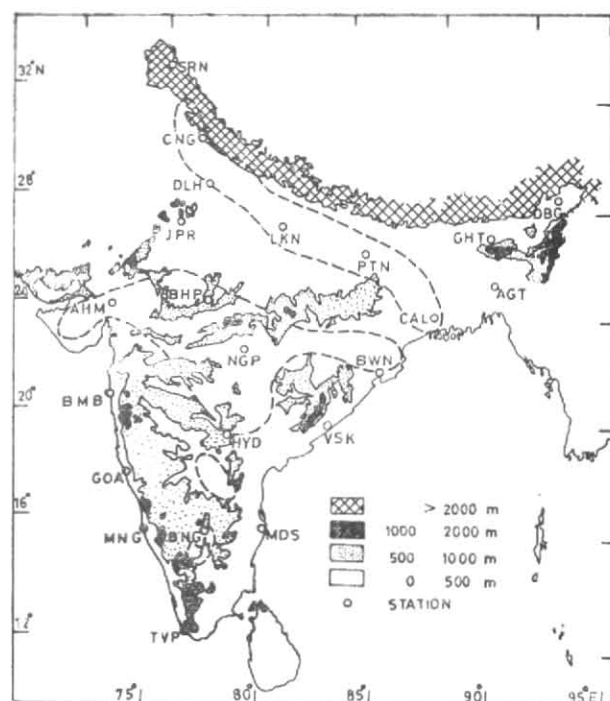 32°N
SRN
CNG
28°
DLH
DBG
JPR
LKN
GHT
PTN
24°
AHM
BHP
AGT
CAL
NGP
BWN
20°
BMB
HYD
VSK
GOA
16°
MNG
BNG
MDS
> 2000 m
1000 2000 m
500 1000 m
0 500 m
STATION
12°
TVP
75° 80° 85° 90° 95°E